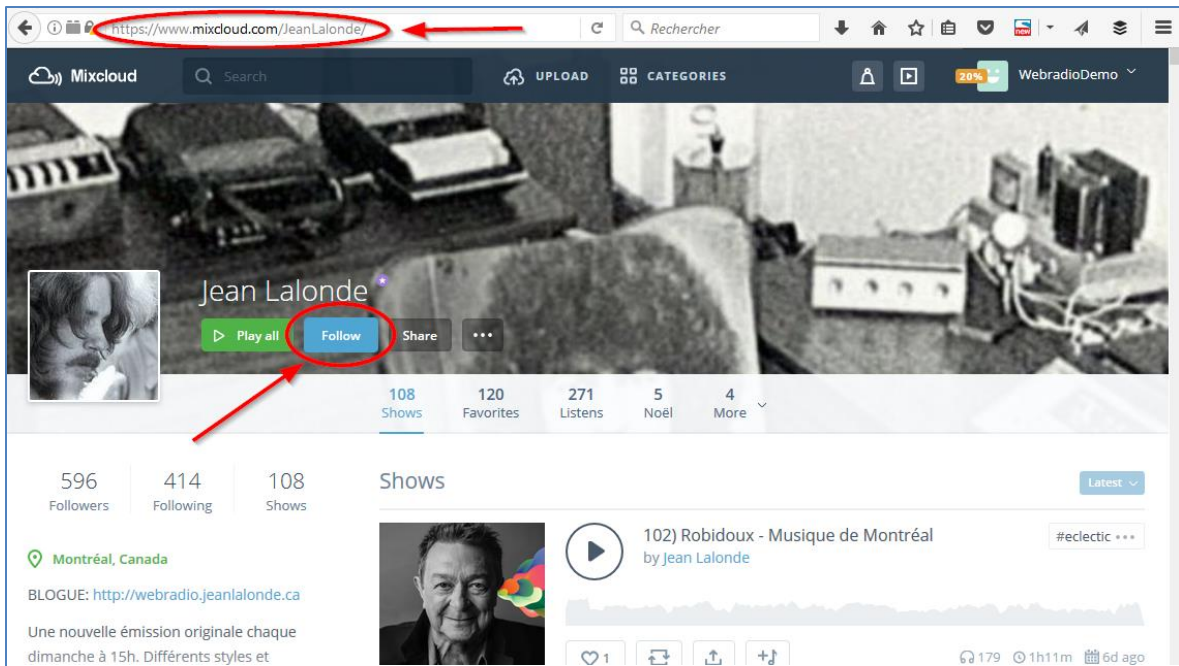 https://www.mixcloud.com/JeanLalonde/
Rechercher
new
Mixcloud
Search
UPLOAD
CATEGORIES
20%
WebradioDemo
Jean Lalonde
Play all
Follow
Share
108 Shows
120 Favorites
271 Listens
5 Noël
4 More
596 Followers
414 Following
108 Shows
Montréal, Canada
BLOGUE: http://webradio.jeanlalonde.ca
Une nouvelle émission originale chaque
dimanche à 15h. Différents styles et
Shows
Latest
102) Robidoux - Musique de Montréal
#eclectic
by Jean Lalonde
1
179
1h11m
6d ago